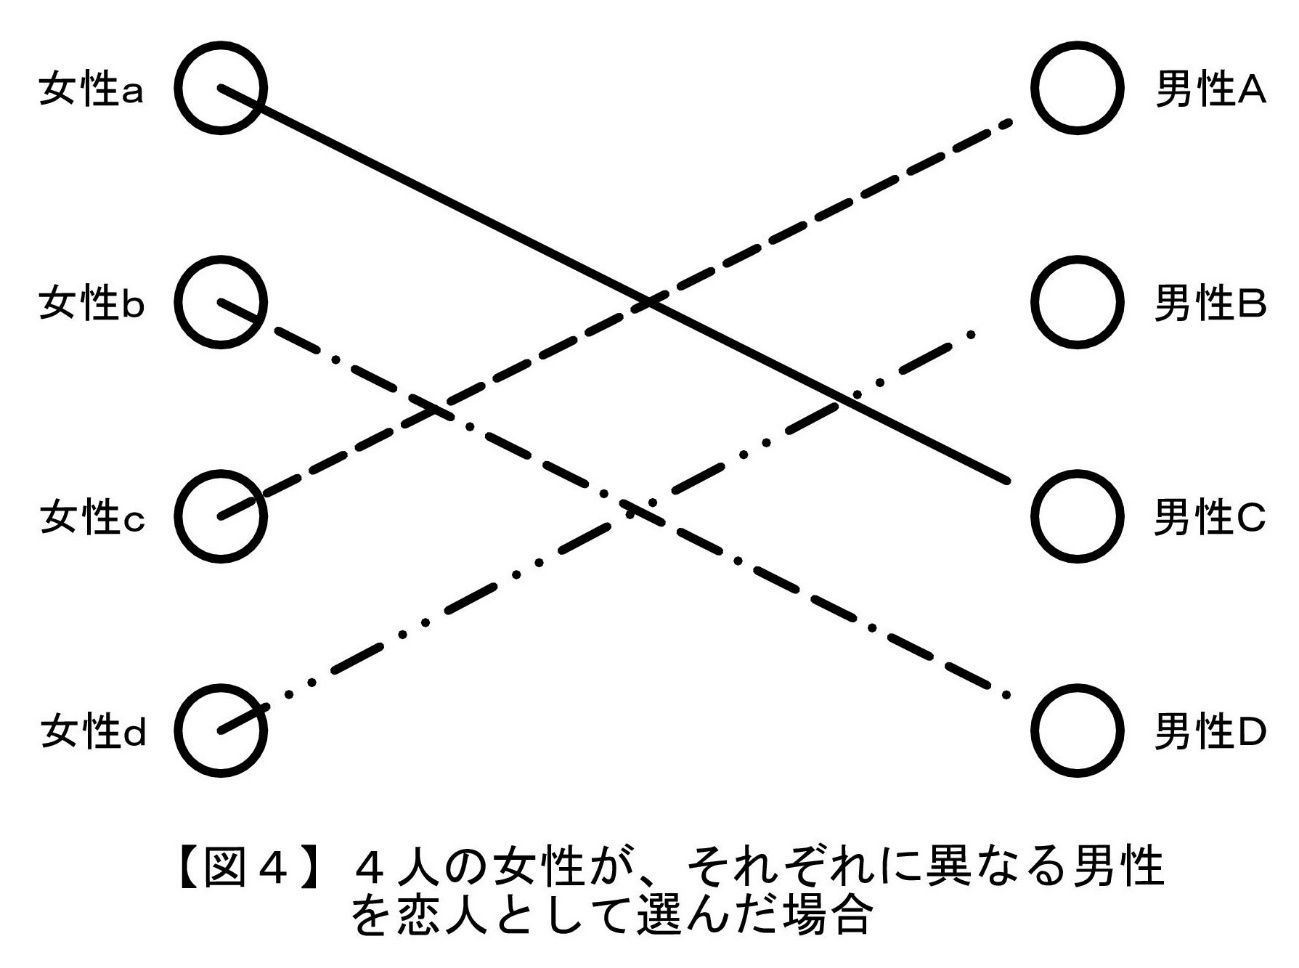 女性a
男性A
女性b
男性B
女性c
男性C
女性d
男性D
【図４】４人の女性が、それぞれに異なる男性
を恋人として選んだ場合